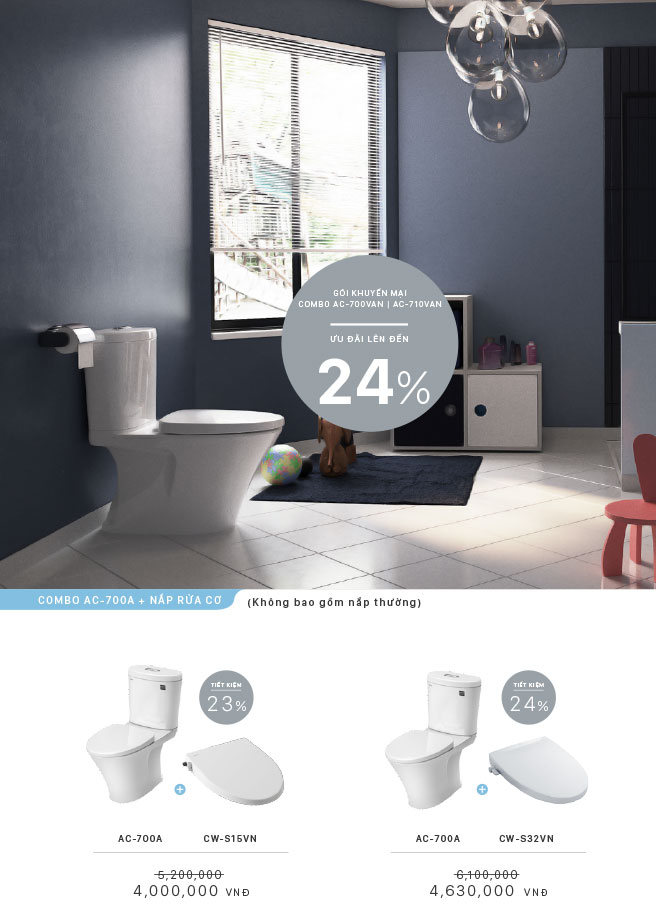 GÓI KHUYẾN MẠI
COMBO AC-700VAN | AC-710VAN
ƯU ĐÃI LÊN ĐẾN
24%
COMBO AC-700A + NẮP RỬA CƠ
(Không bao gồm nắp thường)
TIẾT KIỆM
23%
TIẾT KIỆM
24%
+
+
AC-700A CW-S15VN
AC-700A CW-S32VN
5,200,000
4,000,000 VNĐ
6,100,000
4,630,000 VNĐ